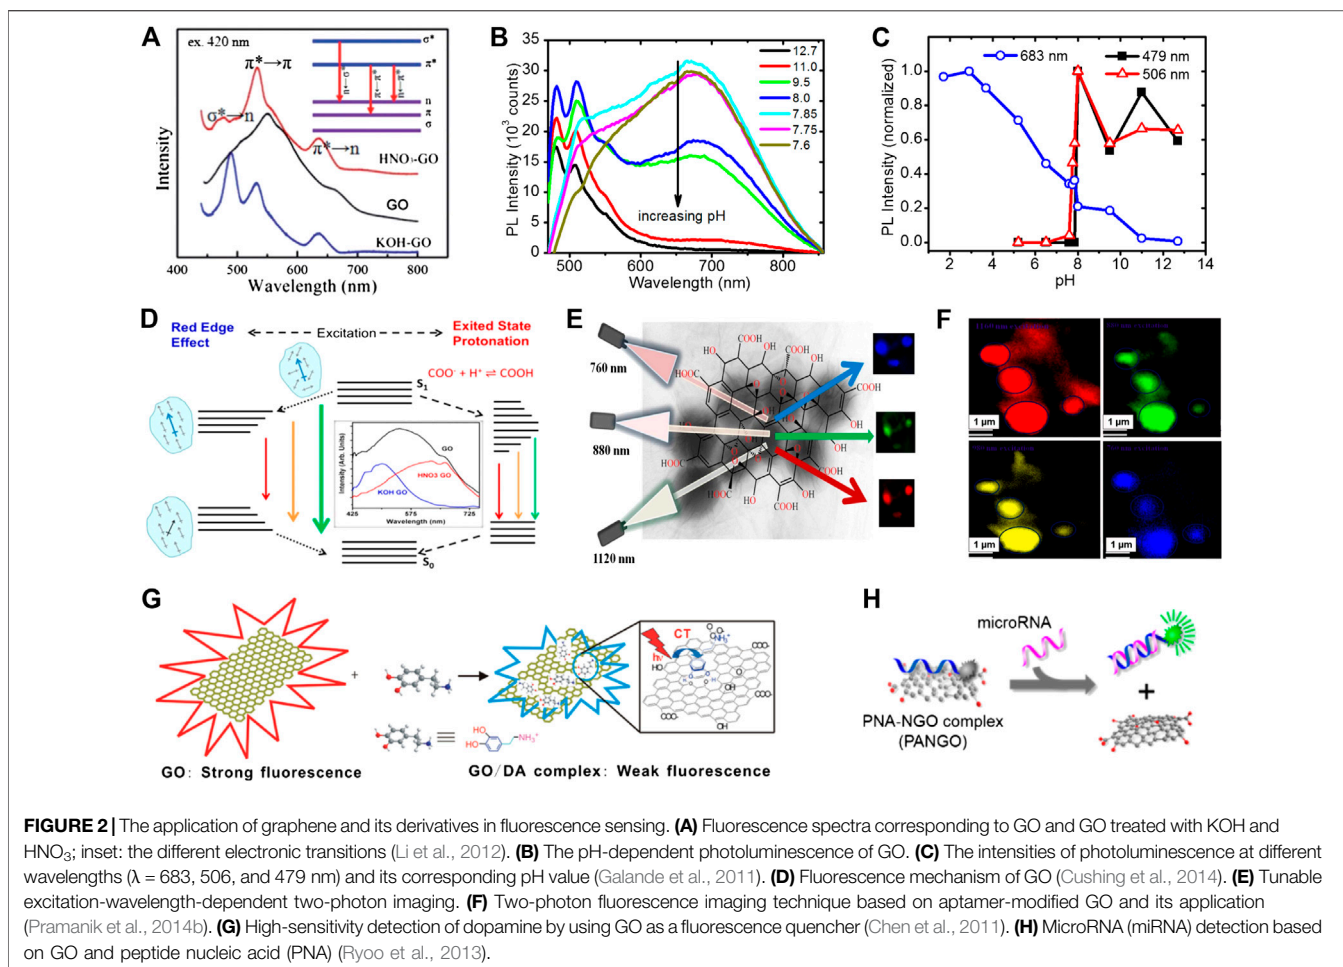 A
ex. 420 nm
π*→π
σ*→n
π*→n
HNO₃-GO
GO
KOH-GO
σ*
π*
n
π
σ
Intensity
400 500 600 700 800
Wavelength (nm)
B
35
30
25
20
15
10
5
0
PL Intensity (10³ counts)
12.7
11.0
9.5
8.0
7.85
7.75
7.6
increasing pH
500 600 700 800
Wavelength (nm)
C
683 nm
479 nm
506 nm
1.0
0.8
0.6
0.4
0.2
0.0
PL Intensity (normalized)
2 4 6 8 10 12 14
pH
D
Red Edge
Effect
Excitation
Exited State
Protonation
COO⁻ + H⁺ ⇌ COOH
S₁
S₀
Intensity (Arb. Units)
GO
HNO3 GO
KOH GO
425 575 725
Wavelength (nm)
E
760 nm
880 nm
1120 nm
F
1 µm
1 µm
1 µm
1 µm
G
+
CT
hν
NH₃⁺
HO
HO
NH₃⁺
GO: Strong fluorescence
GO/DA complex: Weak fluorescence
H
microRNA
PNA-NGO complex
(PANGO)
+
FIGURE 2 | The application of graphene and its derivatives in fluorescence sensing. (A) Fluorescence spectra corresponding to GO and GO treated with KOH and
HNO₃; inset: the different electronic transitions (Li et al., 2012). (B) The pH-dependent photoluminescence of GO. (C) The intensities of photoluminescence at different
wavelengths (λ = 683, 506, and 479 nm) and its corresponding pH value (Galande et al., 2011). (D) Fluorescence mechanism of GO (Cushing et al., 2014). (E) Tunable
excitation-wavelength-dependent two-photon imaging. (F) Two-photon fluorescence imaging technique based on aptamer-modified GO and its application
(Pramanik et al., 2014b). (G) High-sensitivity detection of dopamine by using GO as a fluorescence quencher (Chen et al., 2011). (H) MicroRNA (miRNA) detection based
on GO and peptide nucleic acid (PNA) (Ryoo et al., 2013).